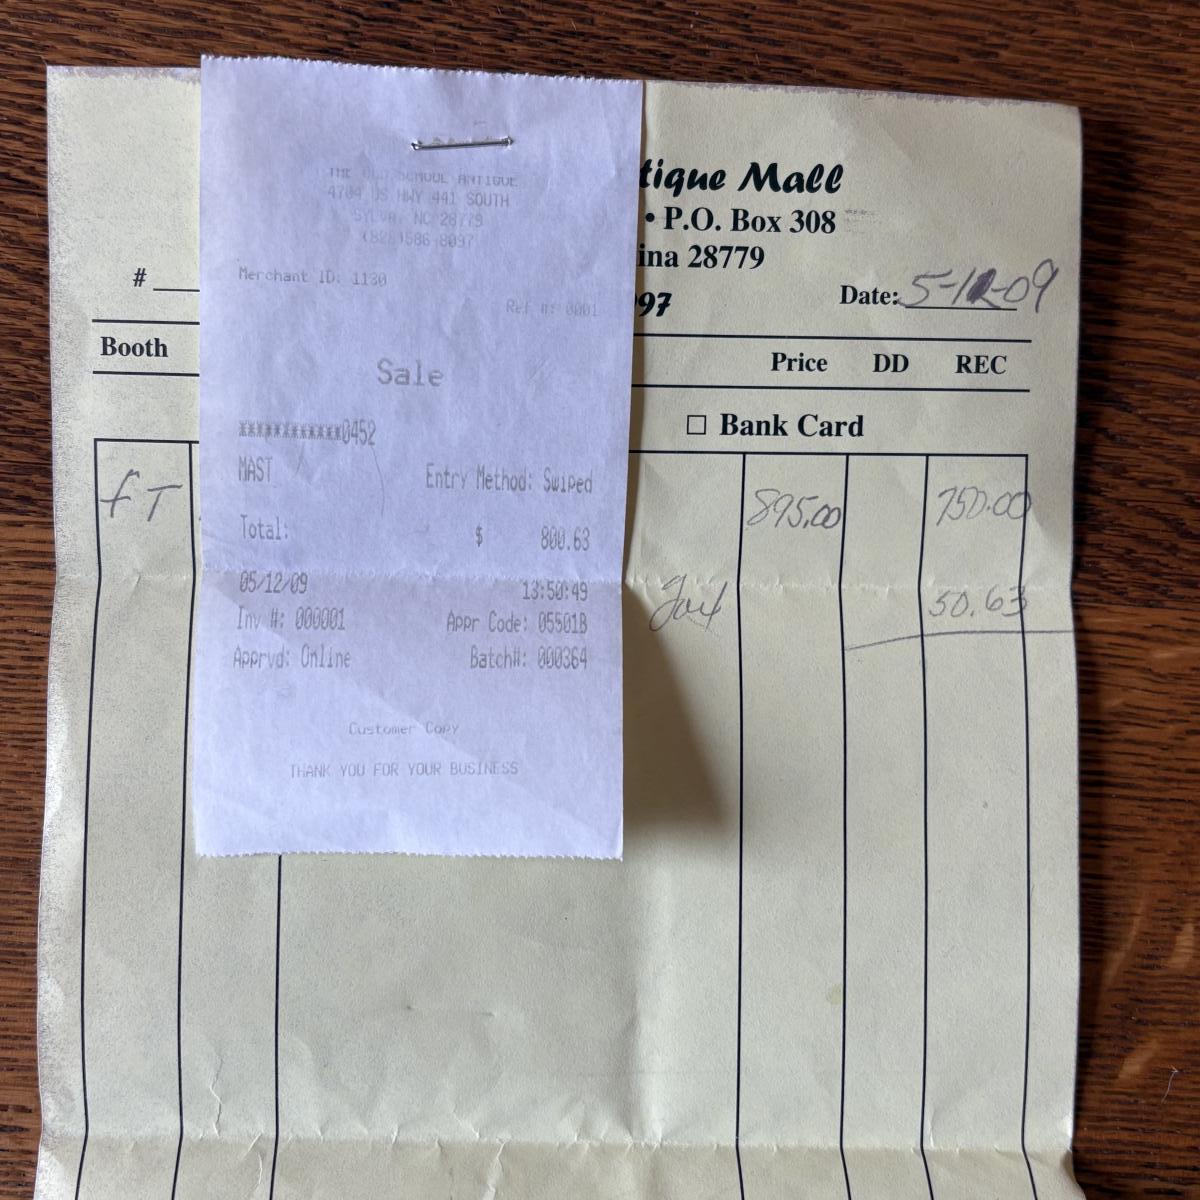 THE OLD SCHOOL ANTIQUE
4704 US HWY 441 SOUTH
SYLVA, NC 28779
(828)586-8097
Merchant ID: 1130
Ref #: 0001
Sale
************0452
MAST
Entry Method: Swiped
Total: $ 800.63
05/12/09 13:50:49
Inv #: 000001 Appr Code: 05501B
Apprvd: Online Batch#: 000364
Customer Copy
THANK YOU FOR YOUR BUSINESS
tique Mall
• P.O. Box 308
ina 28779
97
# Date: 5-12-09
Booth Price DD REC
□ Bank Card
fT 895.00 750.00
50.63